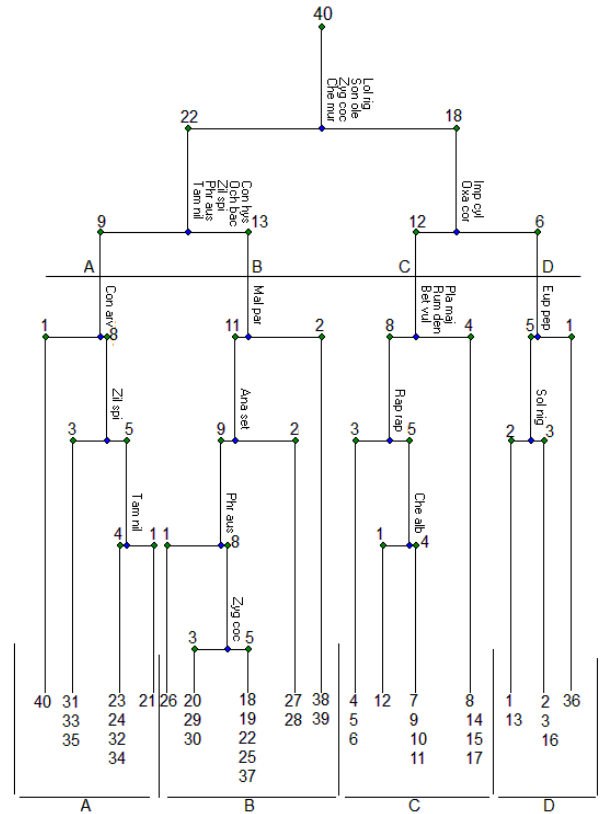 40
Lol rig
Son ole
Zyg coc
Che mur
22
18
Con hys
Och bac
Zil spi
Phr aus
Tam nil
Imp cyl
Oxa cor
9
13
12
6
A
B
C
D
Con arv
Mal par
Pla maj
Rum den
Bet vul
Eup pep
1
8
11
2
8
4
5
1
Zil spi
Ana set
Rap rap
Sol nig
3
5
9
2
3
5
2
3
Tam nil
Phr aus
Che alb
4
1
1
8
1
4
Zyg coc
3
5
40 31 23 21 26 20 18 27 38 4 12 7 8 1 2 36
33 24 29 19 28 39 5 9 14 13 3
35 32 30 22 6 10 15 16
34 25 11 17
37
A B C D